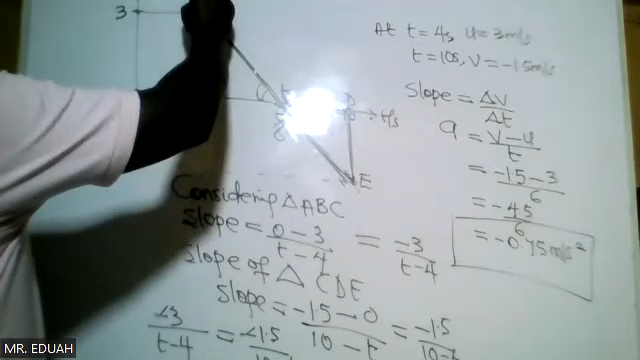 3
At t = 4s, u = 3m/s
t = 10s, v = -1.5m/s
Slope = Δv/Δt
a = v-u/t
= -1.5-3/6
= -4.5/6
= -0.75m/s²
t/s
E
Considering ΔABC
Slope = 0-3/t-4 = -3/t-4
Slope of Δ CDE
Slope = -1.5-0/10-t = -1.5/10-
-3/t-4 = -1.5
MR. EDUAH